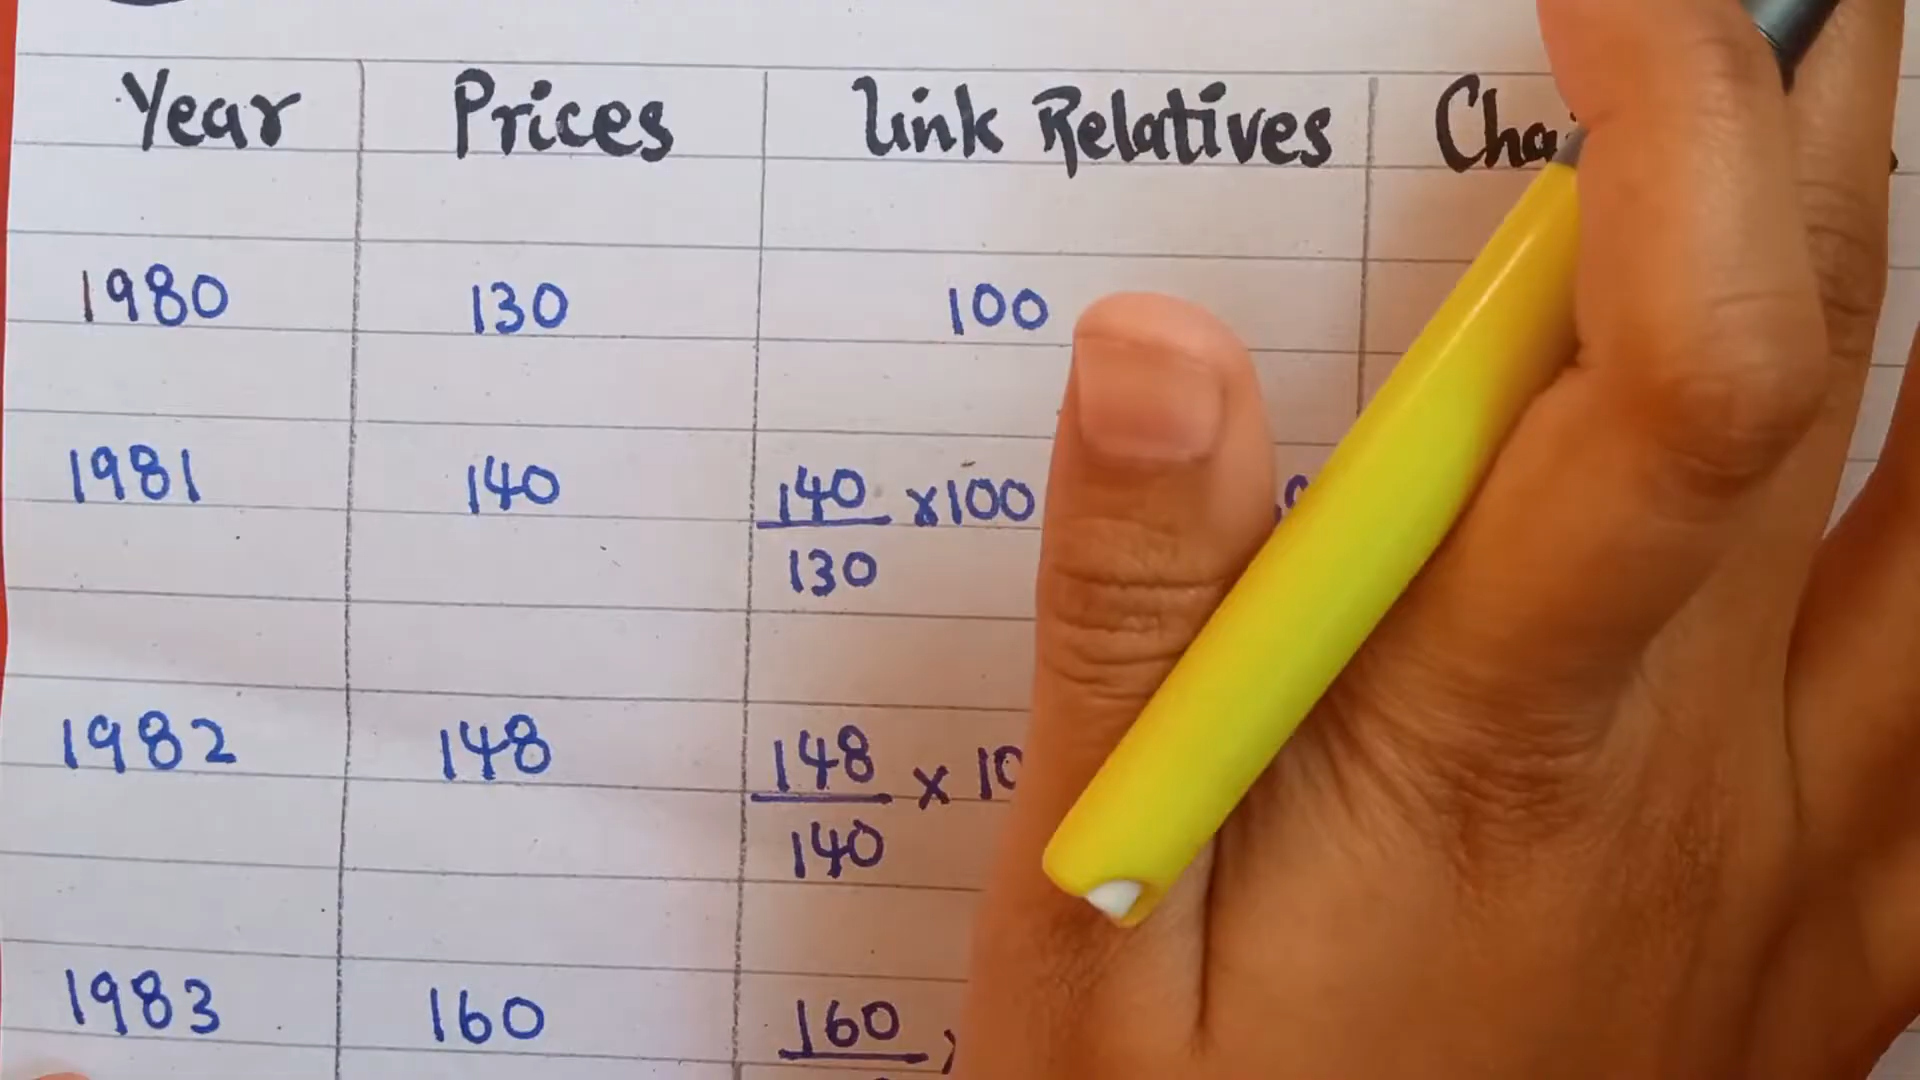 Year Prices Link Relatives
1980 130 100
1981 140 140 x100
130
1982 148 148 x
140
1983 160 160